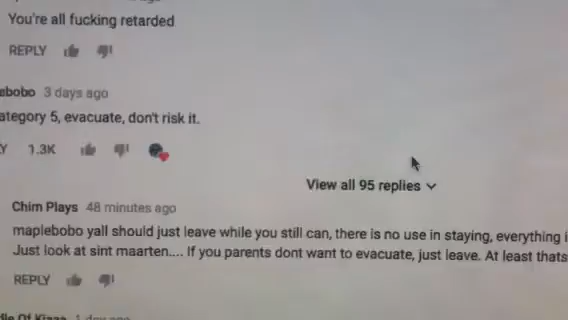 You're all fucking retarded
REPLY
3 days ago
5, evacuate, don't risk it.
1.3K
View all 95 replies
Chim Plays 48 minutes ago
maplebobo yall should just leave while you still can, there is no use in staying, everything
Just look at sint maarten.... If you parents dont want to evacuate, just leave. At least thats
REPLY